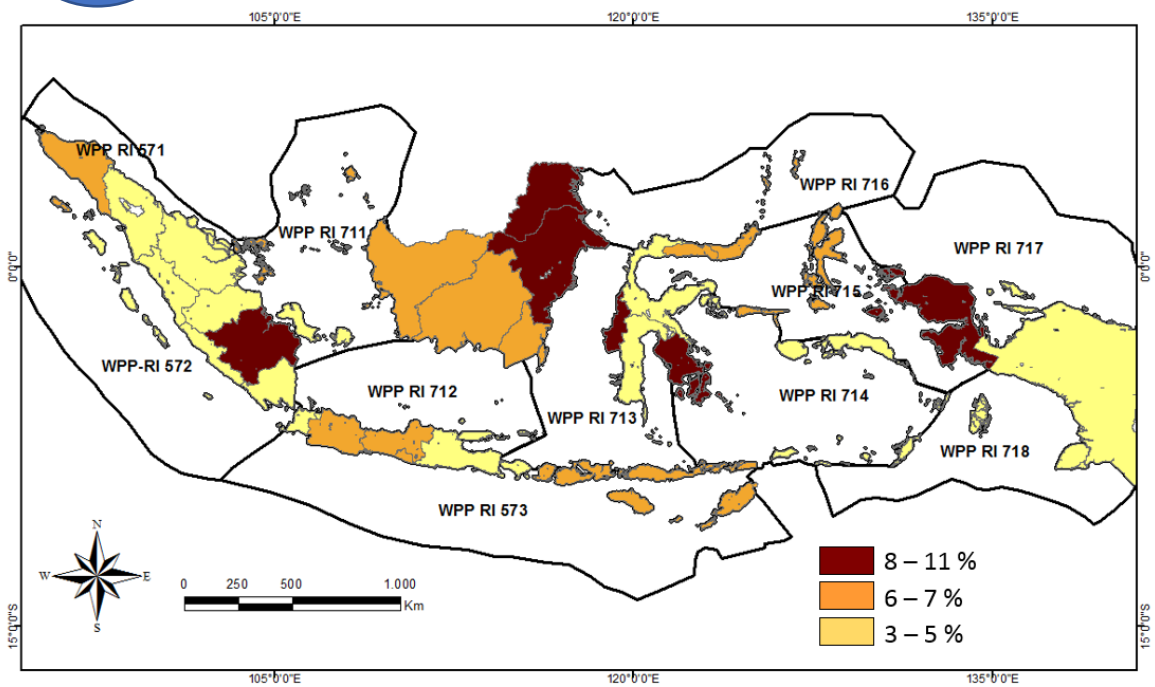 105°0'0"E 120°0'0"E 135°0'0"E
WPP RI 571
WPP RI 716
WPP RI 711
WPP RI 717
0°0'0"
0°0'0"
WPP RI 715
WPP-RI 572
WPP RI 712
WPP RI 714
WPP RI 713
WPP RI 718
WPP RI 573
N
W E
S
0 250 500 1.000
Km
8 – 11 %
6 – 7 %
3 – 5 %
15°0'0"S
15°0'0"S
105°0'0"E 120°0'0"E 135°0'0"E